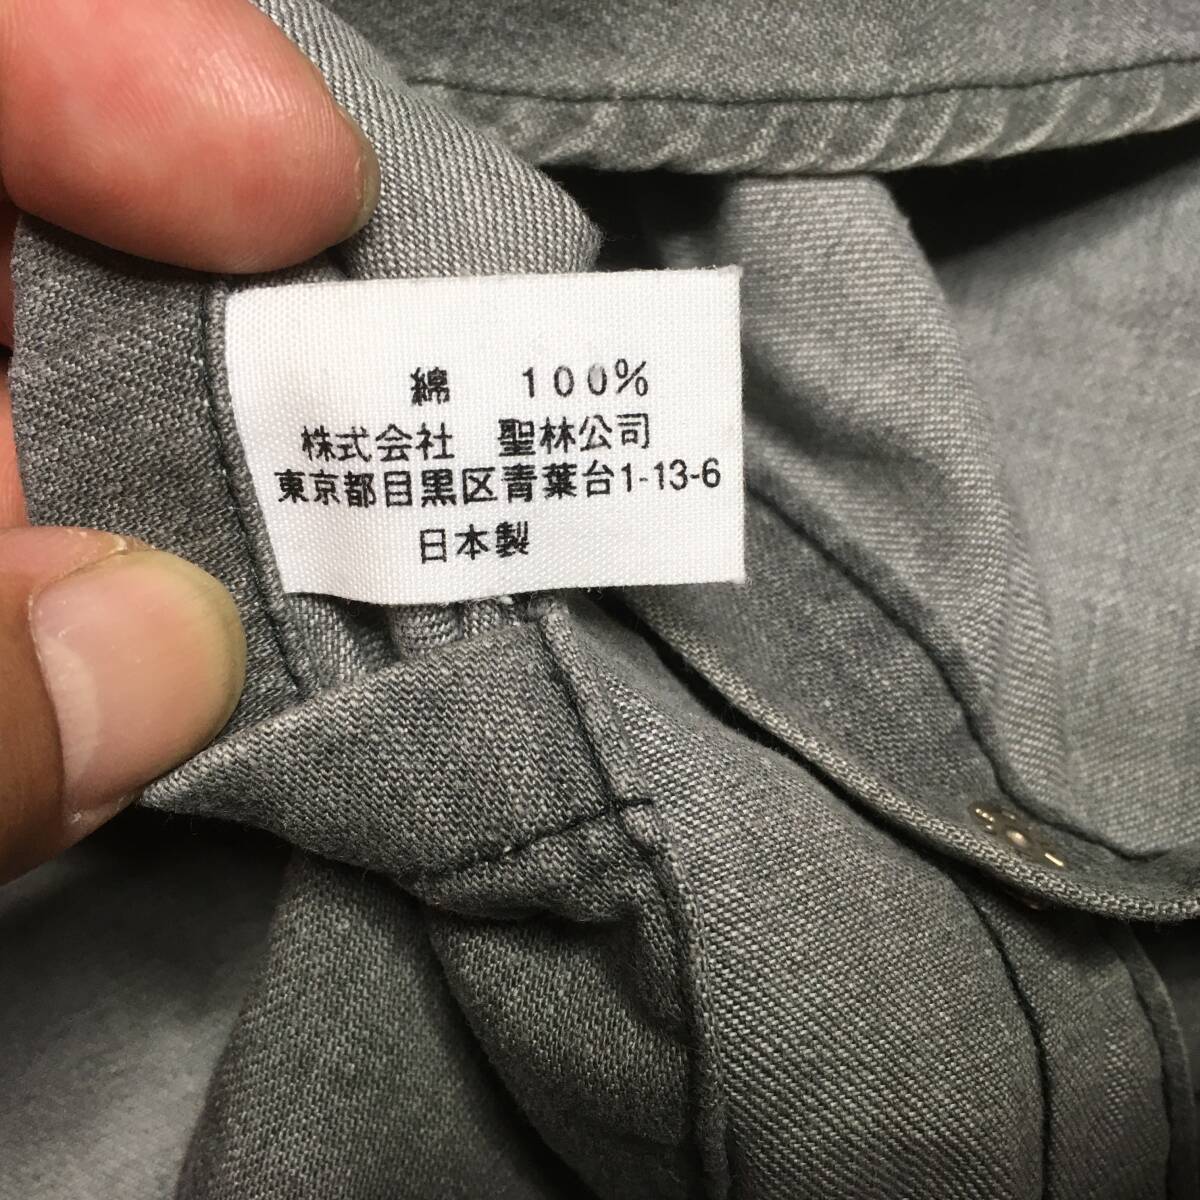 綿 100%
株式会社 聖林公司
東京都目黒区青葉台1-13-6
日本製